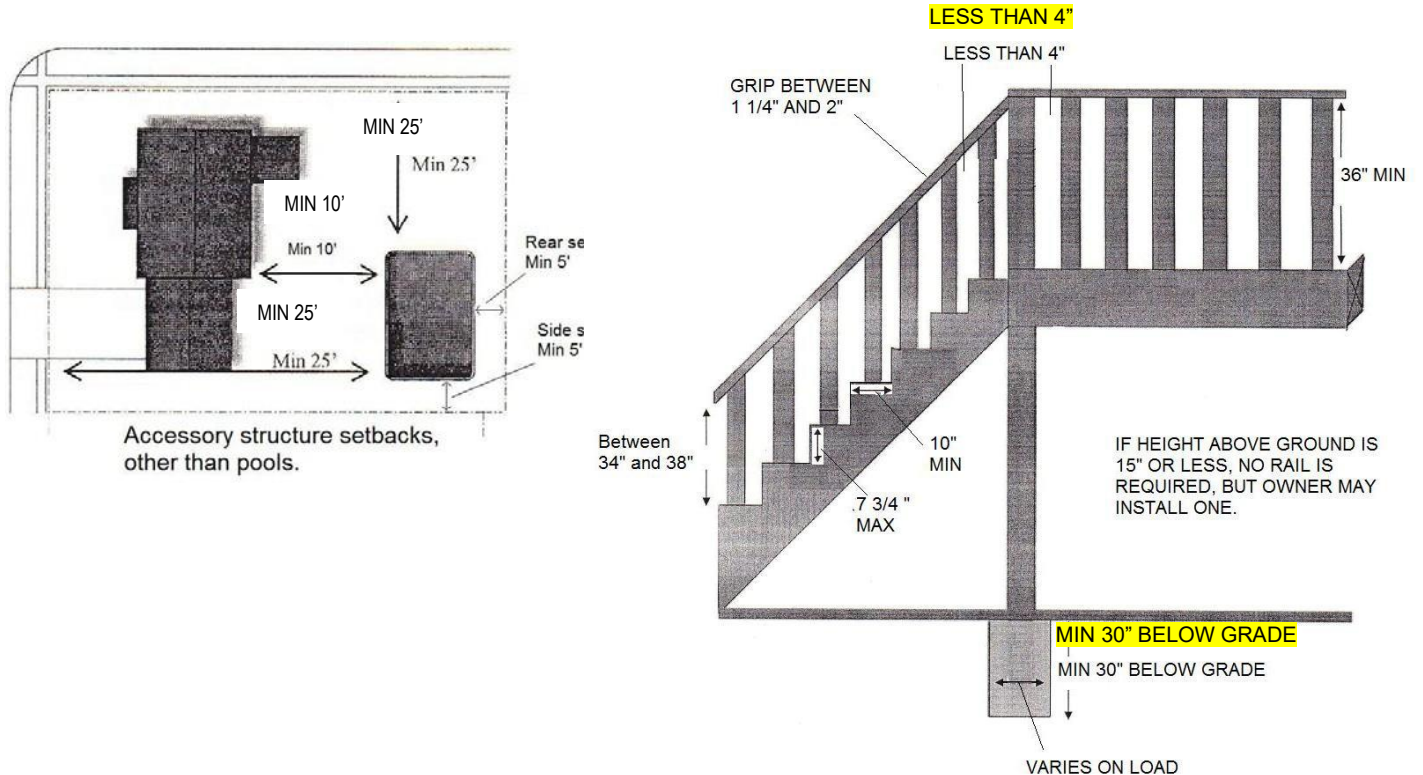 MIN 25’
Min 25’
MIN 10’
Min 10'
MIN 25’
Min 25’
Rear se
Min 5'
Side s
Min 5'
Accessory structure setbacks,
other than pools.
LESS THAN 4”
LESS THAN 4"
GRIP BETWEEN
1 1/4" AND 2"
36" MIN
Between
34" and 38"
10"
MIN
.7 3/4 "
MAX
IF HEIGHT ABOVE GROUND IS
15" OR LESS, NO RAIL IS
REQUIRED, BUT OWNER MAY
INSTALL ONE.
MIN 30” BELOW GRADE
MIN 30" BELOW GRADE
VARIES ON LOAD